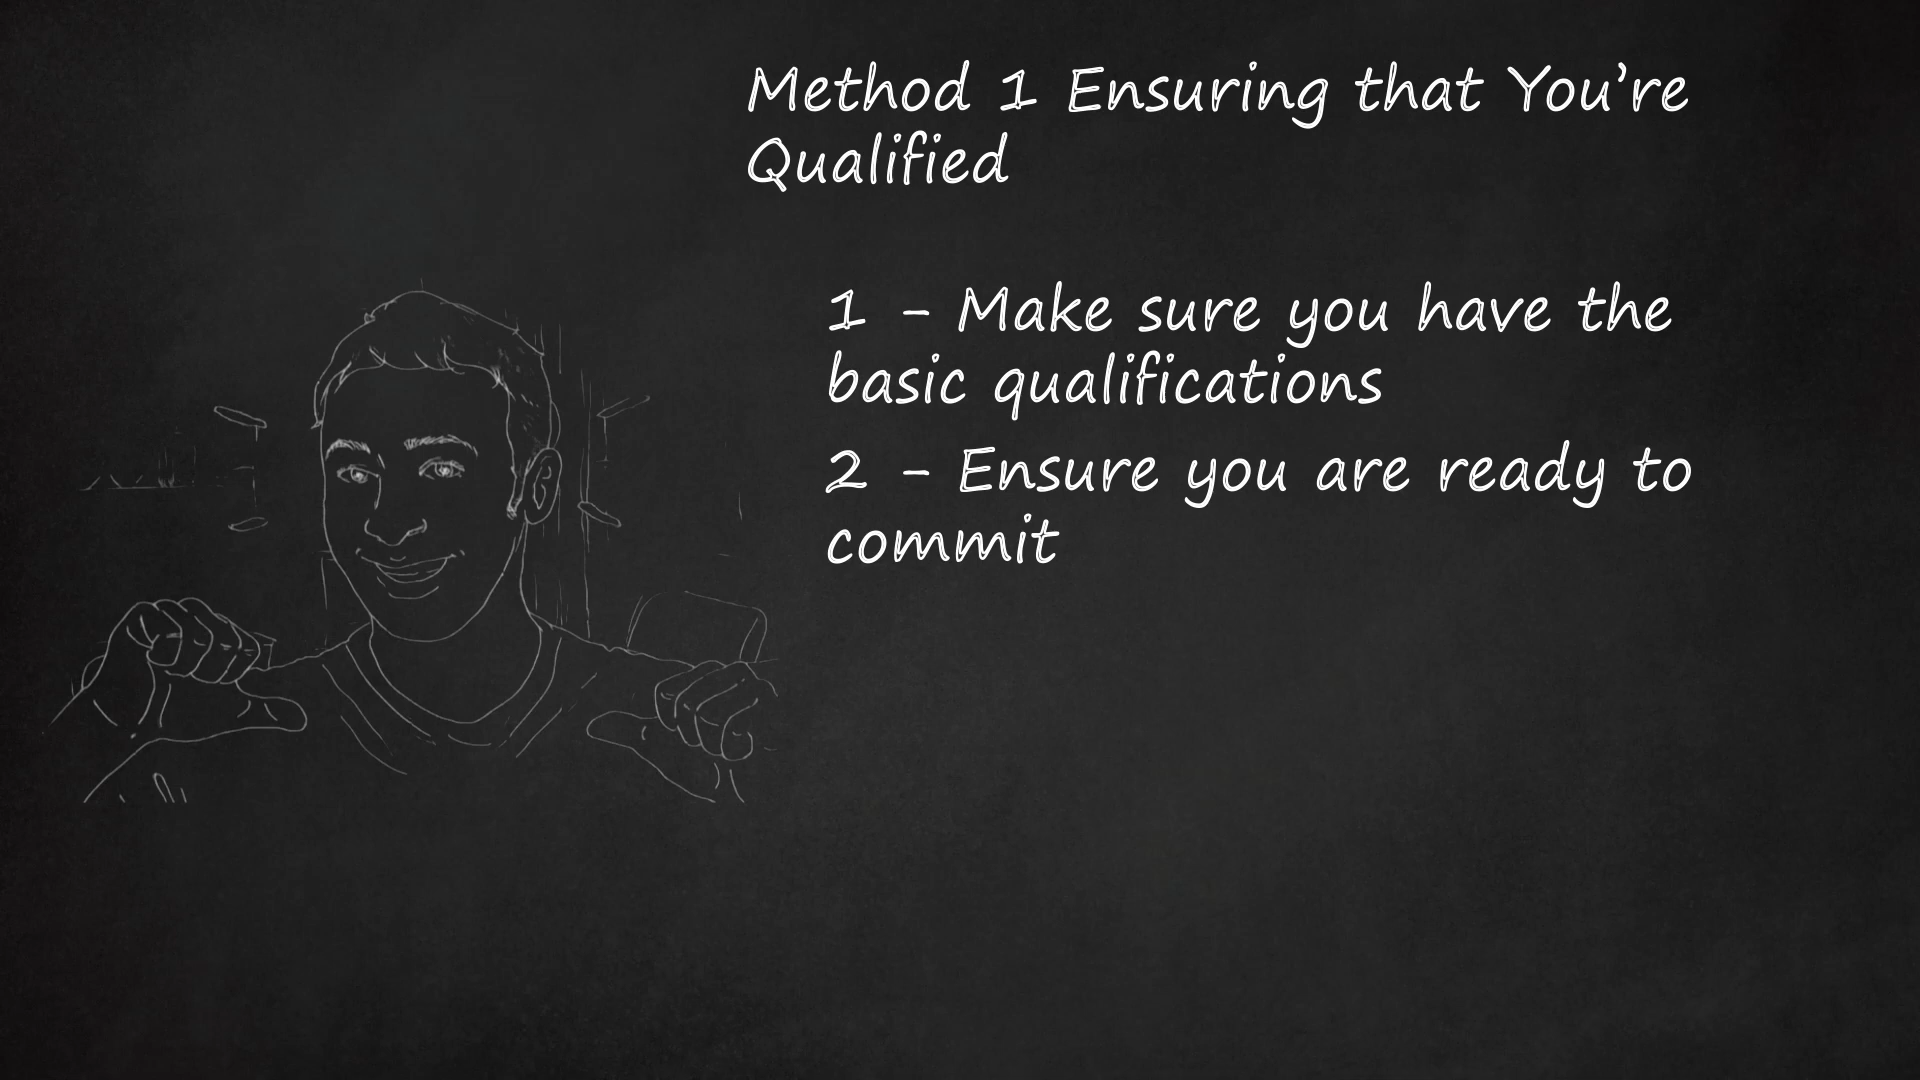 Method 1 Ensuring that You’re
Qualified
1 - Make sure you have the
basic qualifications
2 - Ensure you are ready to
commit